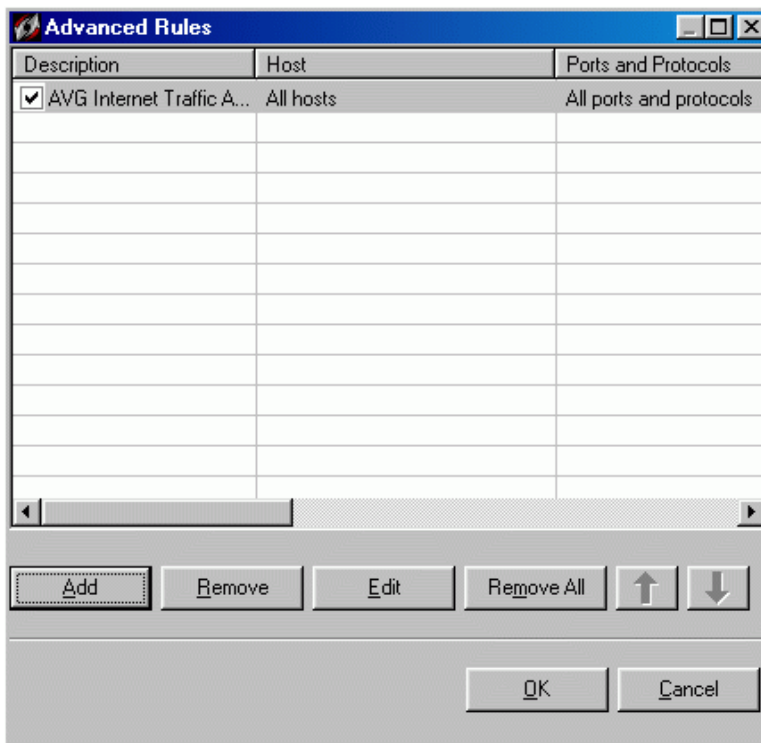 Advanced Rules
Description Host Ports and Protocols
AVG Internet Traffic A... All hosts All ports and protocols
Add Remove Edit Remove All
OK Cancel